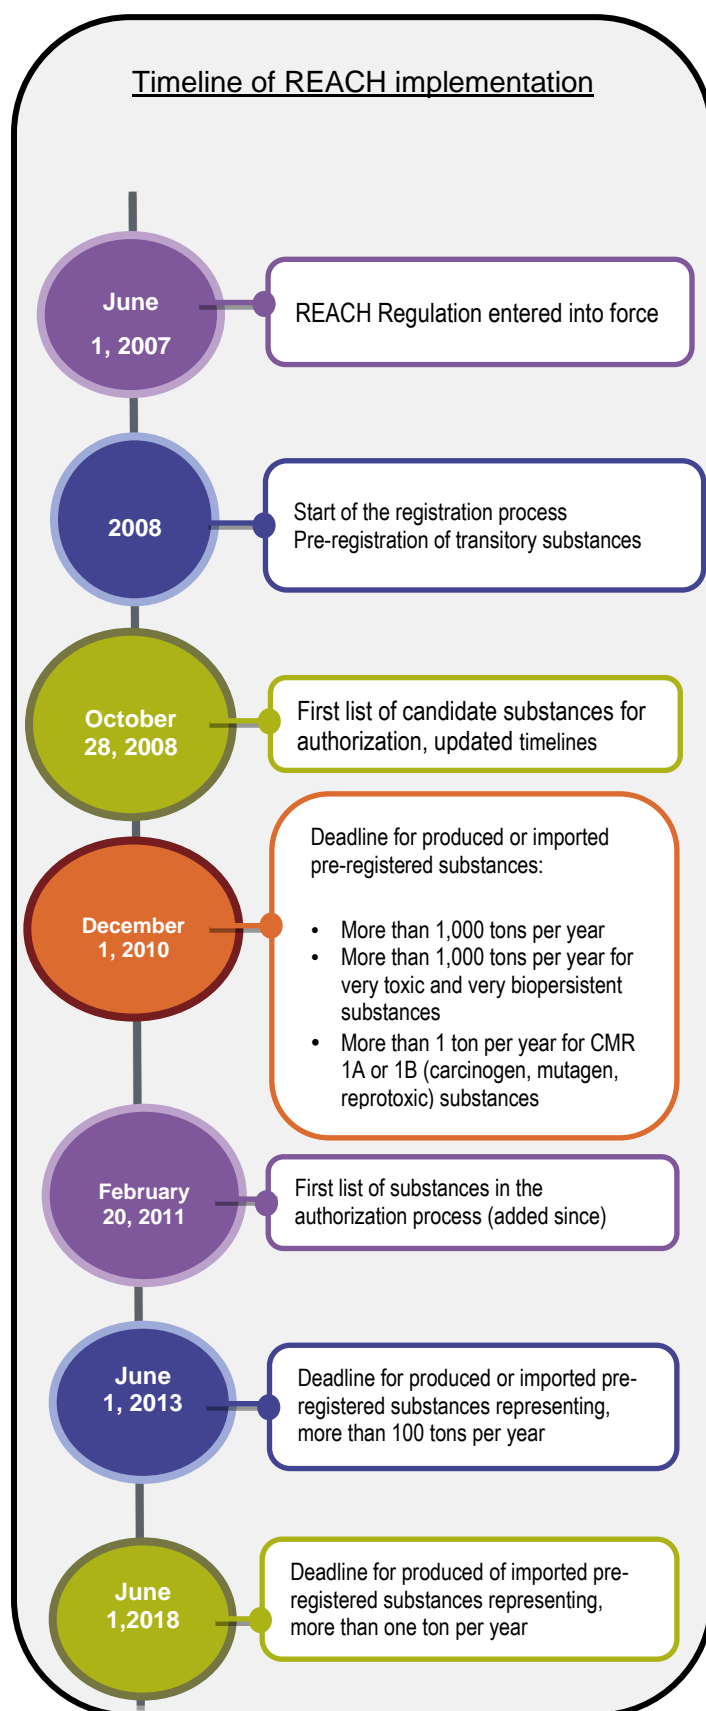 Timeline of REACH implementation
June
1, 2007
REACH Regulation entered into force
2008
Start of the registration process
Pre-registration of transitory substances
October
28, 2008
First list of candidate substances for
authorization, updated timelines
December
1, 2010
Deadline for produced or imported
pre-registered substances:
• More than 1,000 tons per year
• More than 1,000 tons per year for
very toxic and very biopersistent
substances
• More than 1 ton per year for CMR
1A or 1B (carcinogen, mutagen,
reprotoxic) substances
February
20, 2011
First list of substances in the
authorization process (added since)
June
1, 2013
Deadline for produced or imported pre-
registered substances representing,
more than 100 tons per year
June
1,2018
Deadline for produced of imported pre-
registered substances representing,
more than one ton per year